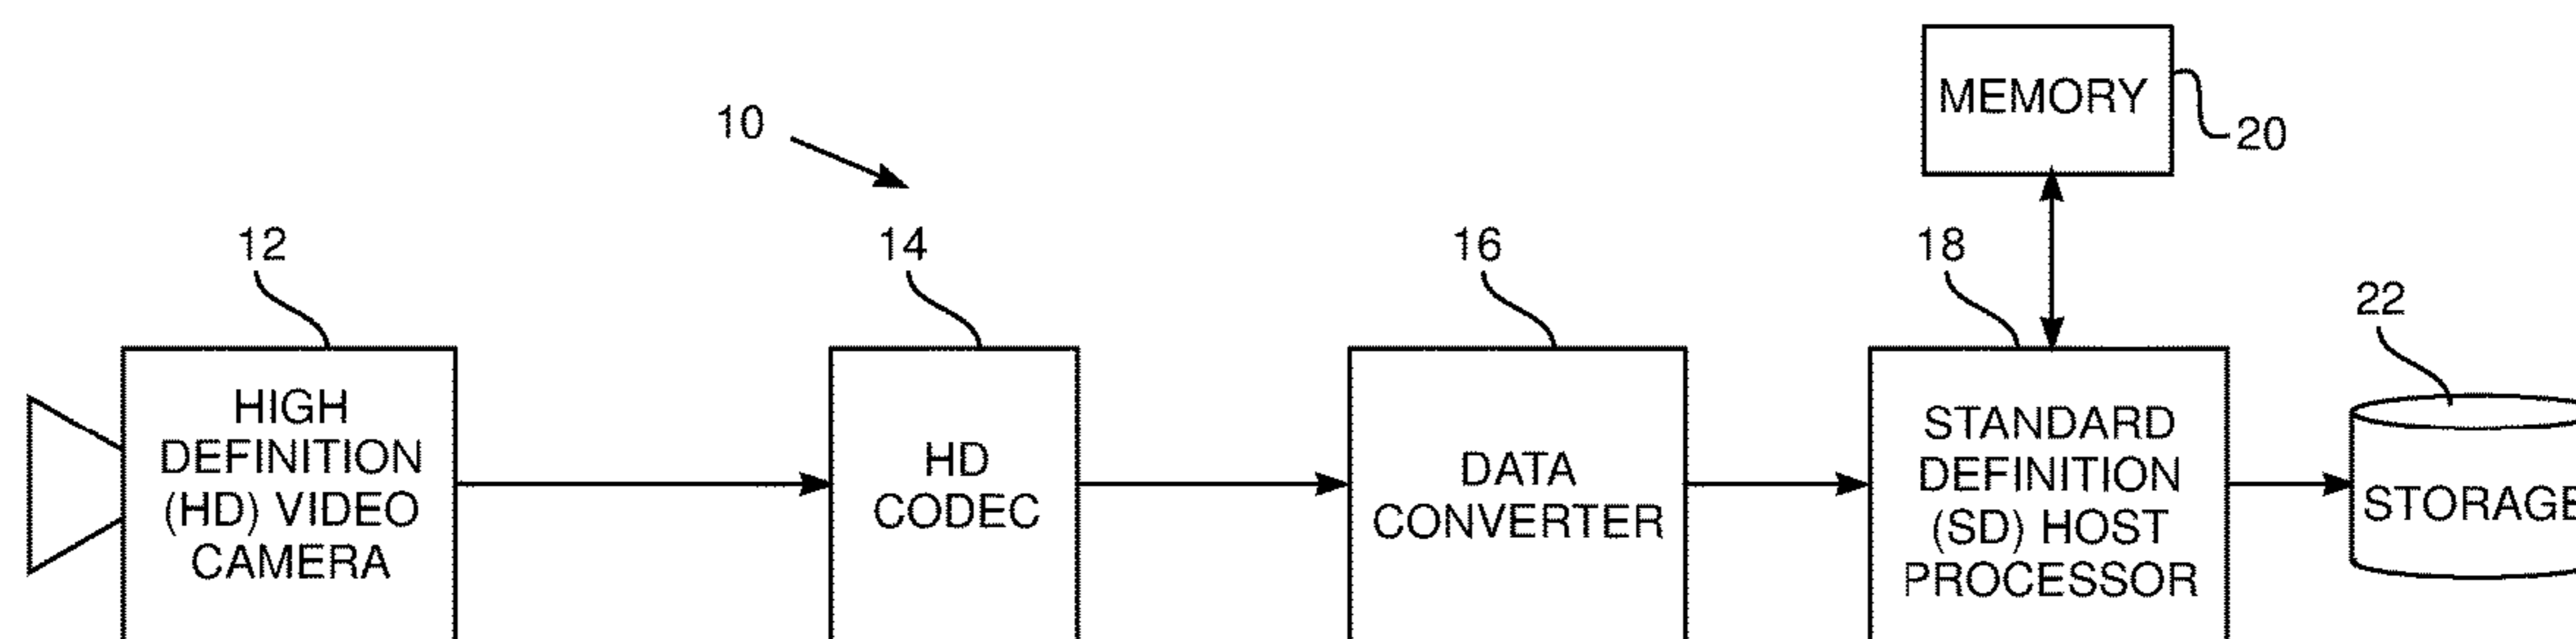 MEMORY
10
20
12
14
16
18
22
HIGH
DEFINITION
(HD) VIDEO
CAMERA
HD
CODEC
DATA
CONVERTER
STANDARD
DEFINITION
(SD) HOST
PROCESSOR
STORAGE